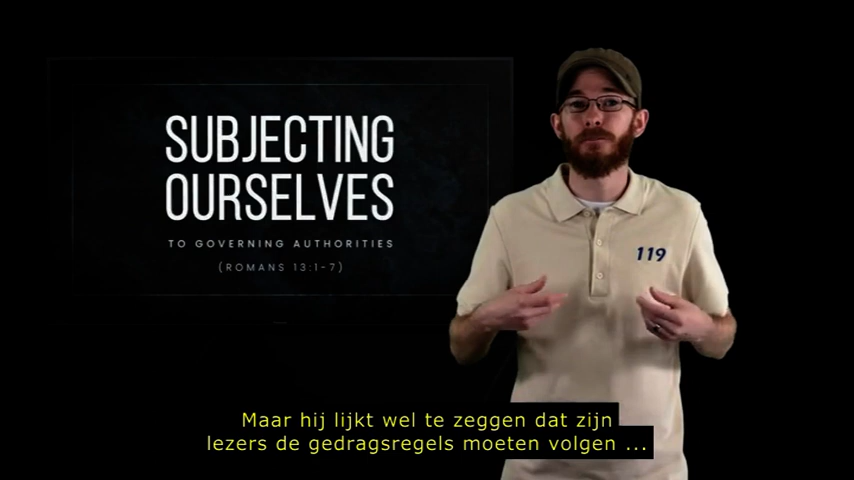 SUBJECTING
OURSELVES
TO GOVERNING AUTHORITIES
(ROMANS 13:1-7)
119
Maar hij lijkt wel te zeggen dat zijn
lezers de gedragsregels moeten volgen ...